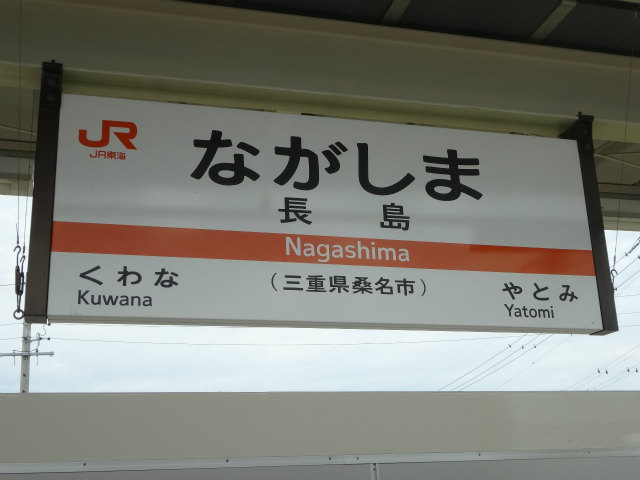 JR
JR東海
ながしま
長島
Nagashima
くわな
Kuwana
（三重県桑名市）
やとみ
Yatomi